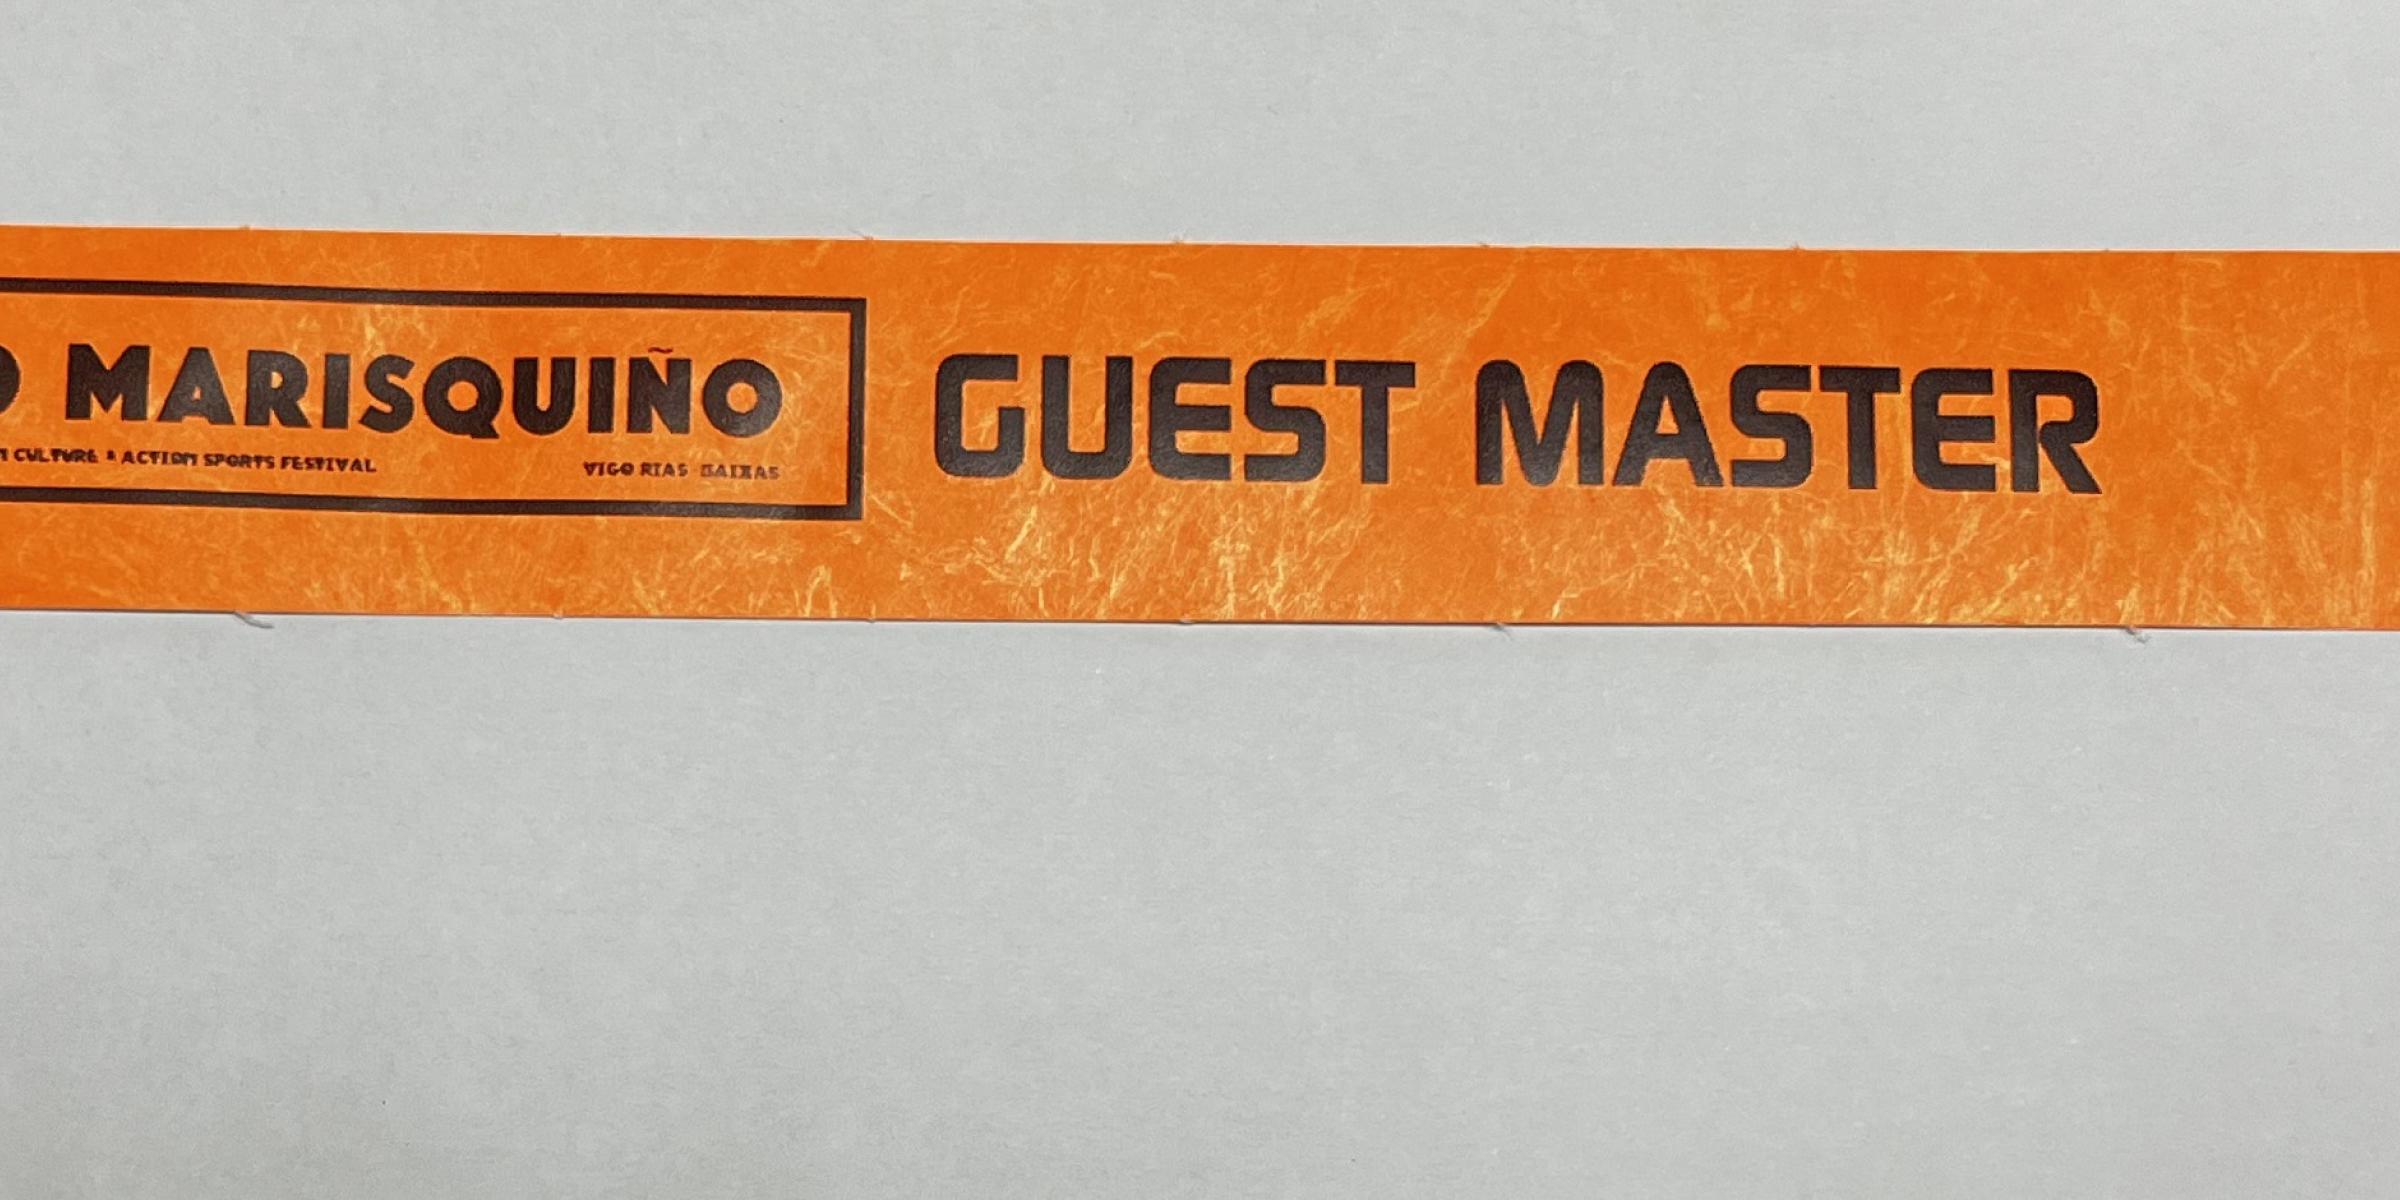 MARISQUIÑO
CULTURE & ACTION SPORTS FESTIVAL
VIGO RIAS BAIXAS
GUEST MASTER